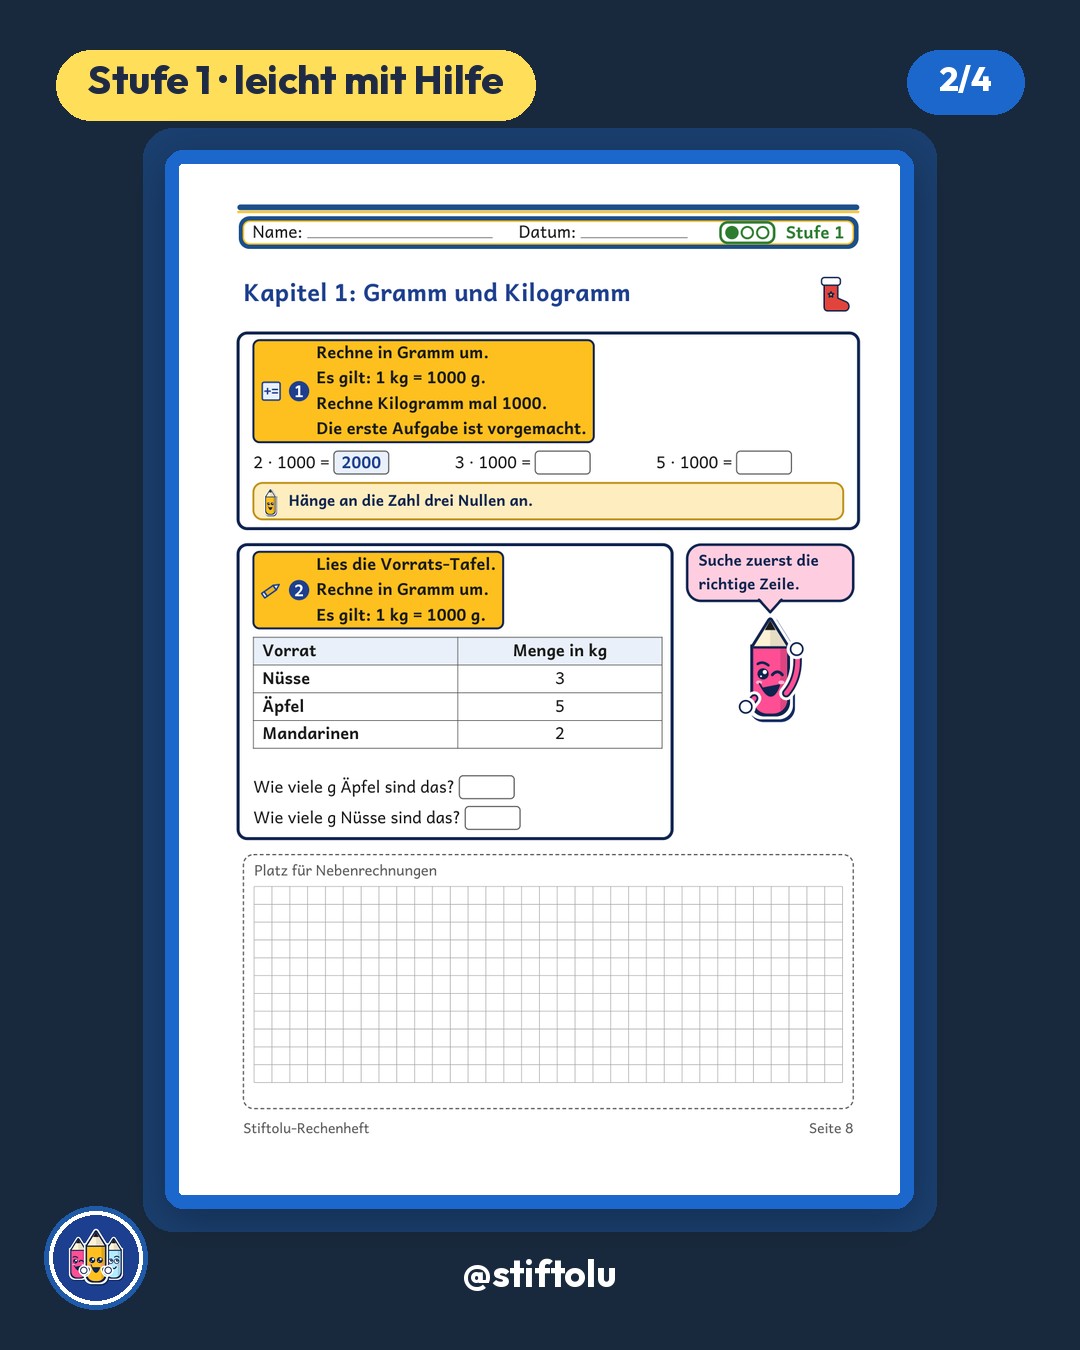 Stufe 1 · leicht mit Hilfe
2/4
Name: Datum: Stufe 1
Kapitel 1: Gramm und Kilogramm
1
Rechne in Gramm um.
Es gilt: 1 kg = 1000 g.
Rechne Kilogramm mal 1000.
Die erste Aufgabe ist vorgemacht.
2 · 1000 = 2000 3 · 1000 = 5 · 1000 =
Hänge an die Zahl drei Nullen an.
2
Lies die Vorrats-Tafel.
Rechne in Gramm um.
Es gilt: 1 kg = 1000 g.
Vorrat Menge in kg
Nüsse 3
Äpfel 5
Mandarinen 2
Wie viele g Äpfel sind das?
Wie viele g Nüsse sind das?
Suche zuerst die
richtige Zeile.
Platz für Nebenrechnungen
Stiftolu-Rechenheft Seite 8
@stiftolu